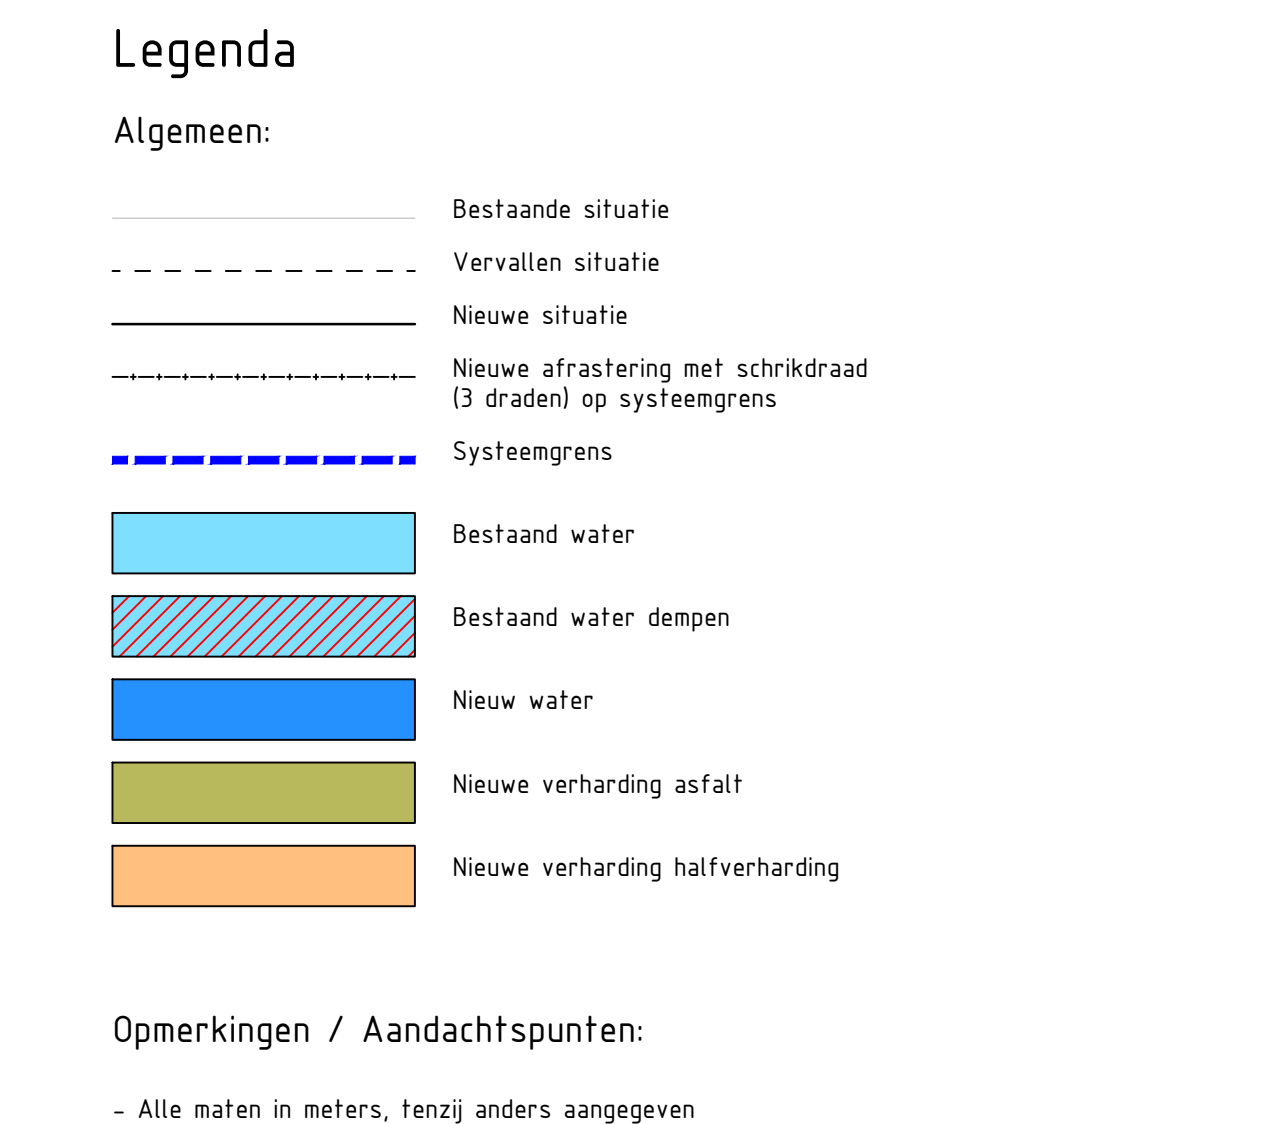 Legenda
Algemeen:
Bestaande situatie
Vervallen situatie
Nieuwe situatie
Nieuwe afrastering met schrikdraad
(3 draden) op systeemgrens
Systeemgrens
Bestaand water
Bestaand water dempen
Nieuw water
Nieuwe verharding asfalt
Nieuwe verharding halfverharding
Opmerkingen / Aandachtspunten:
- Alle maten in meters, tenzij anders aangegeven